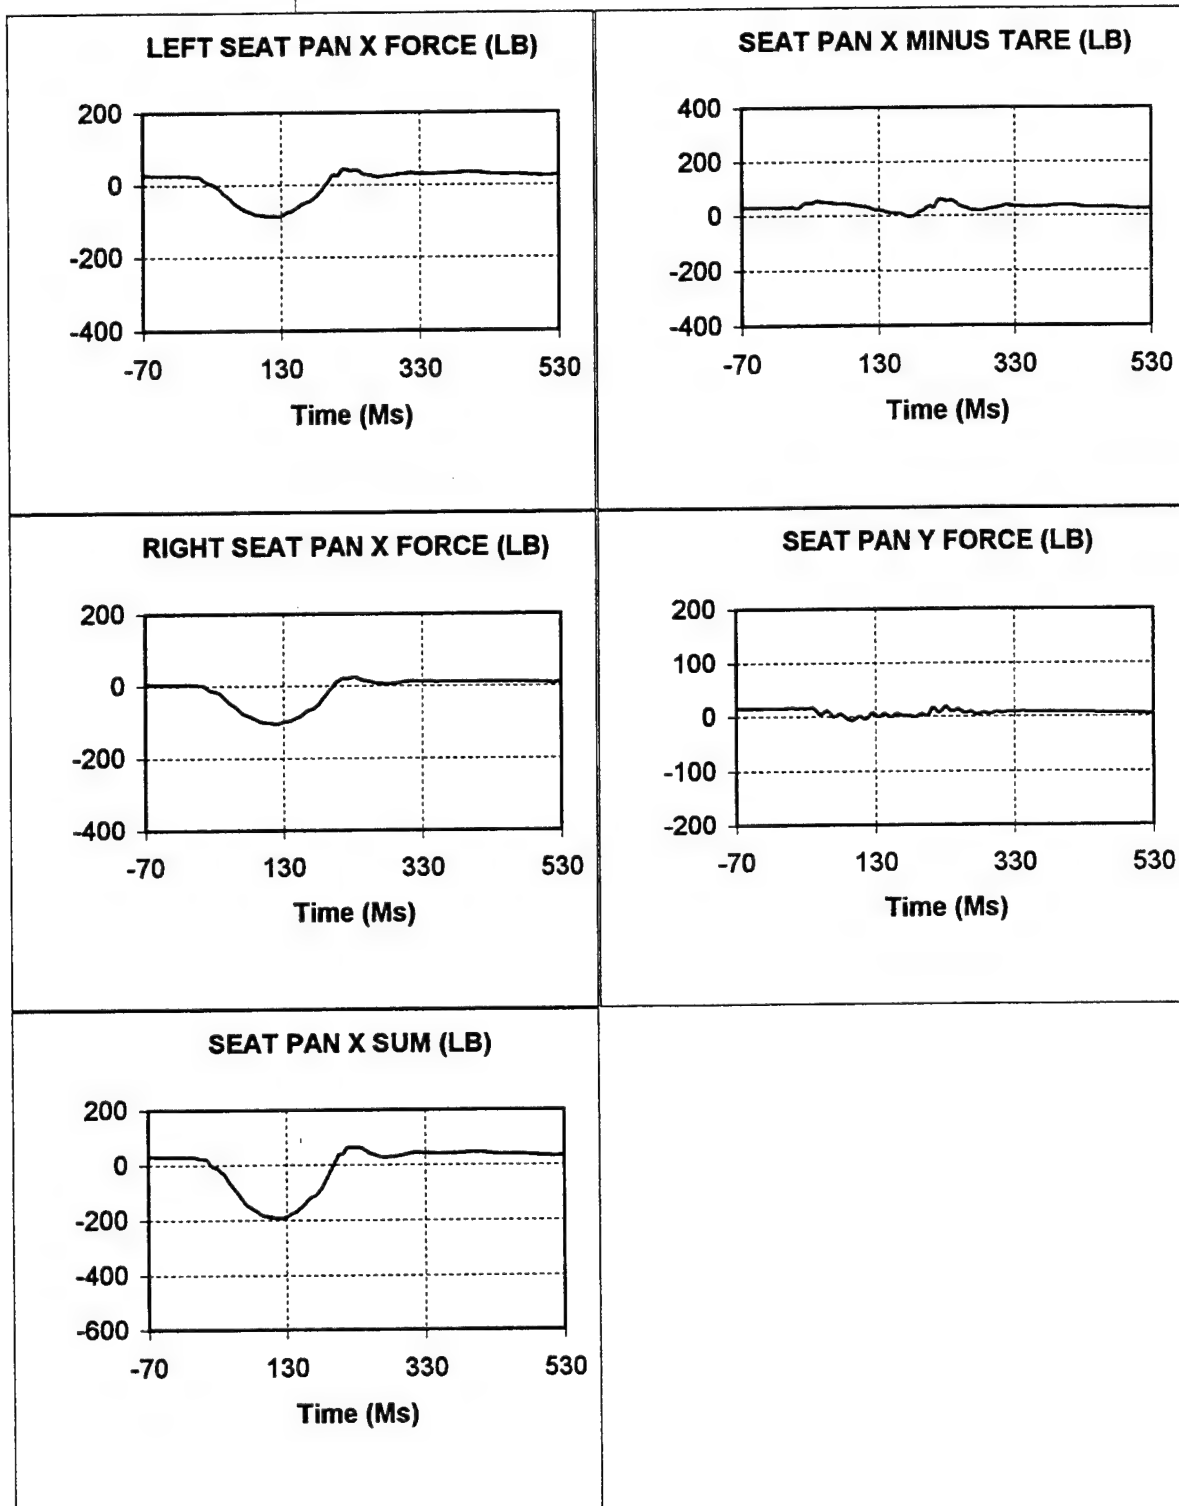 LEFT SEAT PAN X FORCE (LB)
200
0
-200
-400
-70 130 330 530
Time (Ms)
SEAT PAN X MINUS TARE (LB)
400
200
0
-200
-400
-70 130 330 530
Time (Ms)
RIGHT SEAT PAN X FORCE (LB)
200
0
-200
-400
-70 130 330 530
Time (Ms)
SEAT PAN Y FORCE (LB)
200
100
0
-100
-200
-70 130 330 530
Time (Ms)
SEAT PAN X SUM (LB)
200
0
-200
-400
-600
-70 130 330 530
Time (Ms)